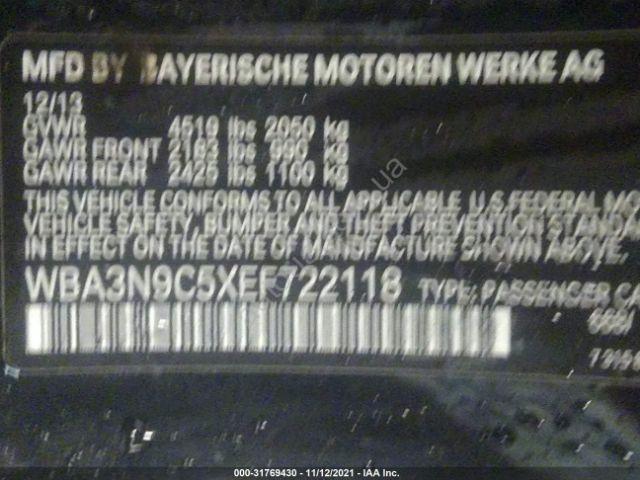 MFD BY BAYERISCHE MOTOREN WERKE AG
12/13
GVWR 4519 lbs 2050 kg
GAWR FRONT 2183 lbs 990 kg
GAWR REAR 2425 lbs 1100 kg
THIS VEHICLE CONFORMS TO ALL APPLICABLE U.S. FEDERAL MO
VEHICLE SAFETY, BUMPER AND THEFT PREVENTION STANDA
IN EFFECT ON THE DATE OF MANUFACTURE SHOWN ABOVE.
WBA3N9C5XEF722118 TYPE: PASSENGER CA
668/
000-31769430 - 11/12/2021 - IAA Inc.